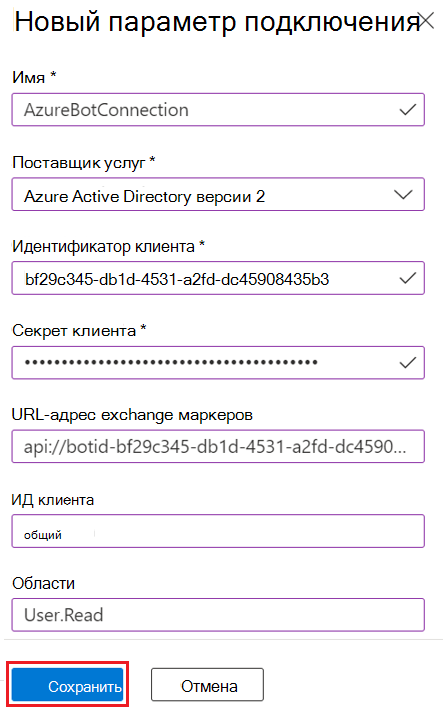 Новый параметр подключения
Имя *
AzureBotConnection
Поставщик услуг *
Azure Active Directory версии 2
Идентификатор клиента *
bf29c345-db1d-4531-a2fd-dc45908435b3
Секрет клиента *
••••••••••••••••••••••••••••••••••••••••
URL-адрес exchange маркеров
api://botid-bf29c345-db1d-4531-a2fd-dc4590...
ИД клиента
общий
Области
User.Read
Сохранить
Отмена